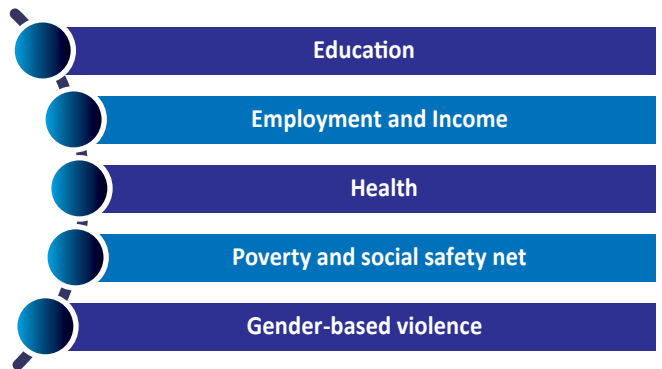 Education
Employment and Income
Health
Poverty and social safety net
Gender-based violence